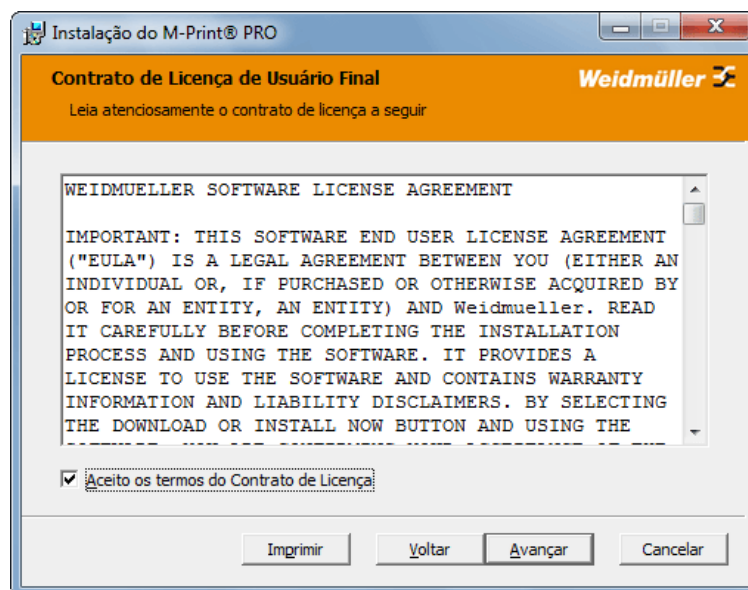 Instalação do M-Print® PRO
Contrato de Licença de Usuário Final
Weidmüller
Leia atenciosamente o contrato de licença a seguir
WEIDMUELLER SOFTWARE LICENSE AGREEMENT
IMPORTANT: THIS SOFTWARE END USER LICENSE AGREEMENT
("EULA") IS A LEGAL AGREEMENT BETWEEN YOU (EITHER AN
INDIVIDUAL OR, IF PURCHASED OR OTHERWISE ACQUIRED BY
OR FOR AN ENTITY, AN ENTITY) AND Weidmueller. READ
IT CAREFULLY BEFORE COMPLETING THE INSTALLATION
PROCESS AND USING THE SOFTWARE. IT PROVIDES A
LICENSE TO USE THE SOFTWARE AND CONTAINS WARRANTY
INFORMATION AND LIABILITY DISCLAIMERS. BY SELECTING
THE DOWNLOAD OR INSTALL NOW BUTTON AND USING THE
Aceito os termos do Contrato de Licença
Imprimir
Voltar
Avançar
Cancelar